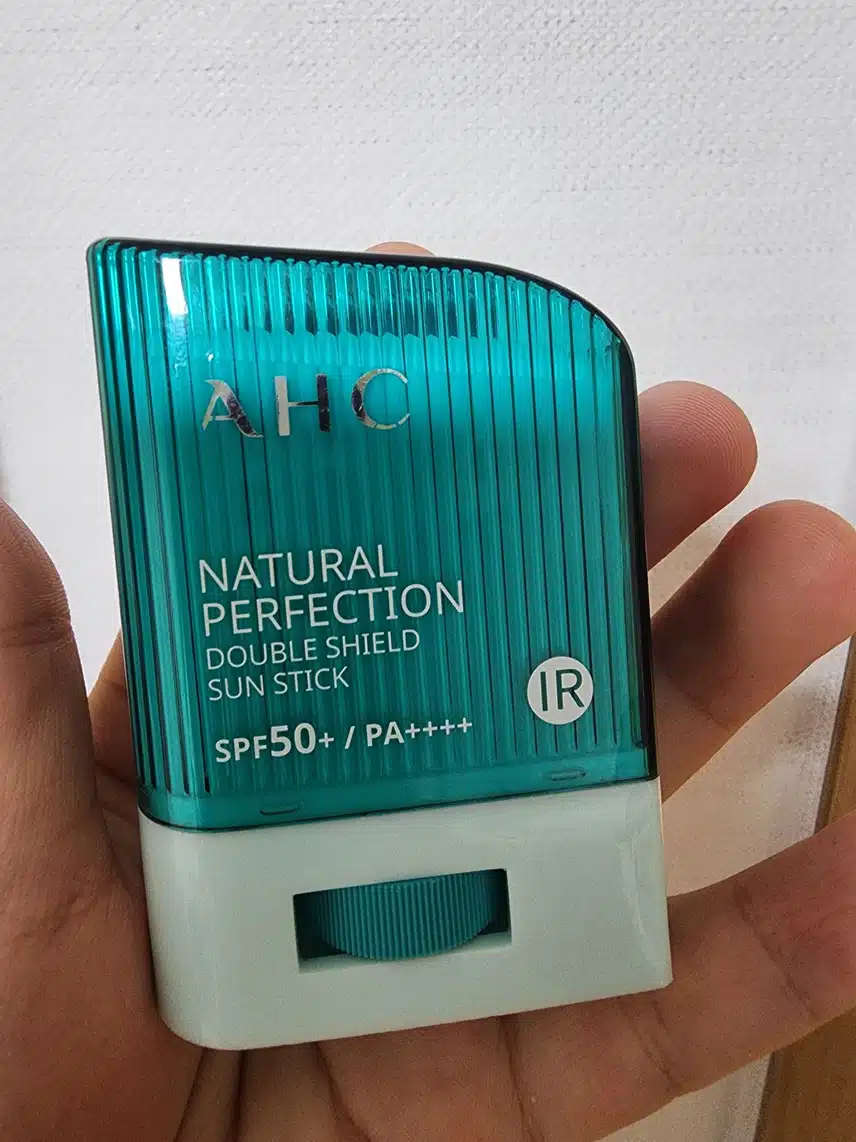 AHC
NATURAL
PERFECTION
DOUBLE SHIELD
SUN STICK
SPF50+ / PA++++
IR